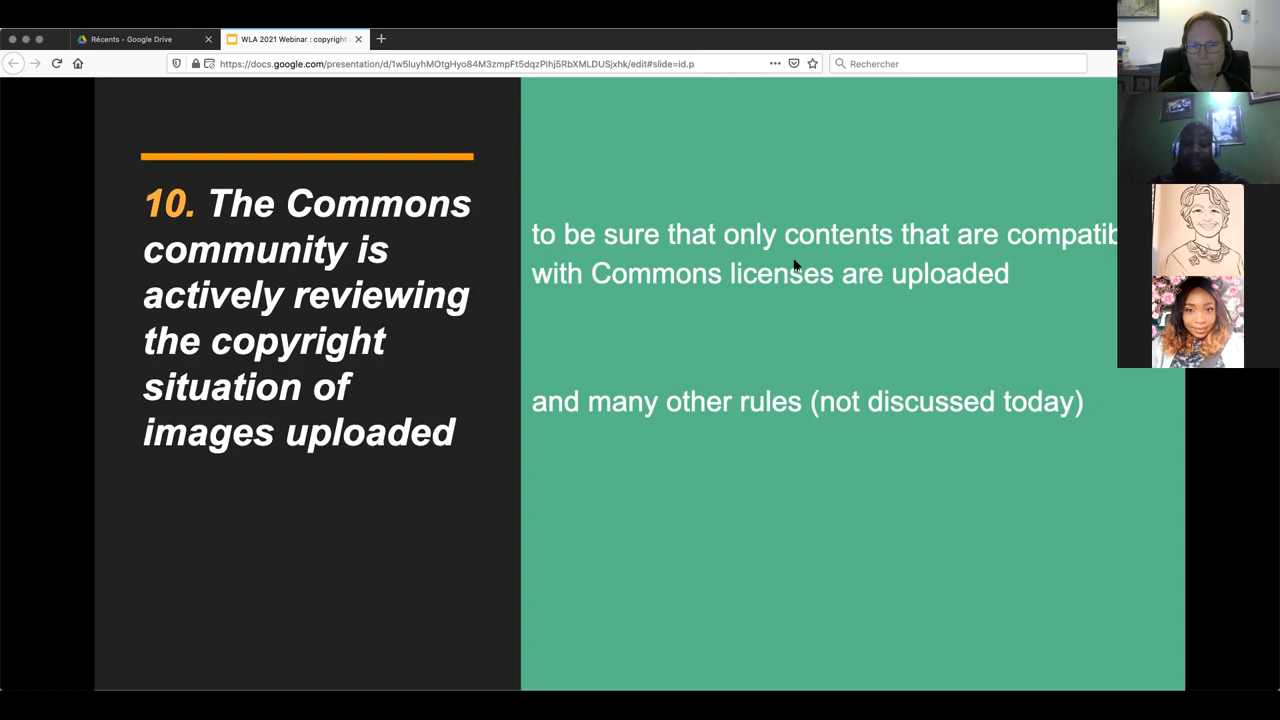 Récents - Google Drive
WLA 2021 Webinar : copyright
https://docs.google.com/presentation/d/1w5luyhMOtgHyo84M3zmpFt5dqzPlhj5RbXMLDUSjxhk/edit#slide=id.p
Rechercher
10. The Commons
community is
actively reviewing
the copyright
situation of
images uploaded
to be sure that only contents that are compatib
with Commons licenses are uploaded
and many other rules (not discussed today)